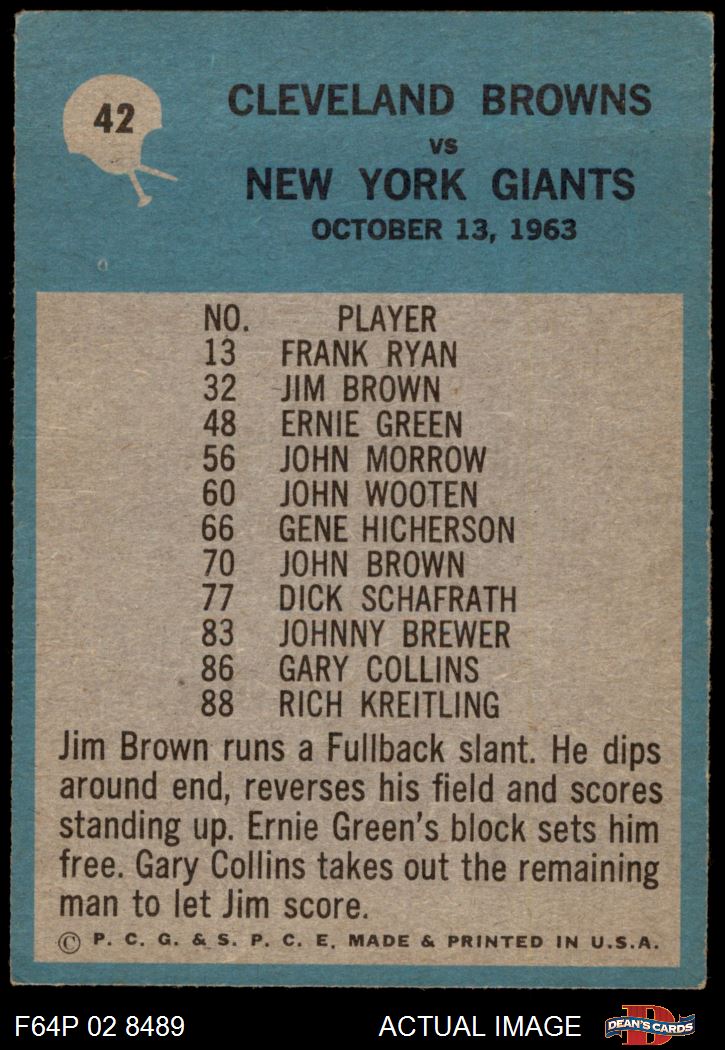 42
CLEVELAND BROWNS
VS
NEW YORK GIANTS
OCTOBER 13, 1963
NO. PLAYER
13 FRANK RYAN
32 JIM BROWN
48 ERNIE GREEN
56 JOHN MORROW
60 JOHN WOOTEN
66 GENE HICHERSON
70 JOHN BROWN
77 DICK SCHAFRATH
83 JOHNNY BREWER
86 GARY COLLINS
88 RICH KREITLING
Jim Brown runs a Fullback slant. He dips
around end, reverses his field and scores
standing up. Ernie Green's block sets him
free. Gary Collins takes out the remaining
man to let Jim score.
© P. C. G. & S. P. C. E. MADE & PRINTED IN U.S.A.
F64P 02 8489 ACTUAL IMAGE
D
DEAN'S CARDS